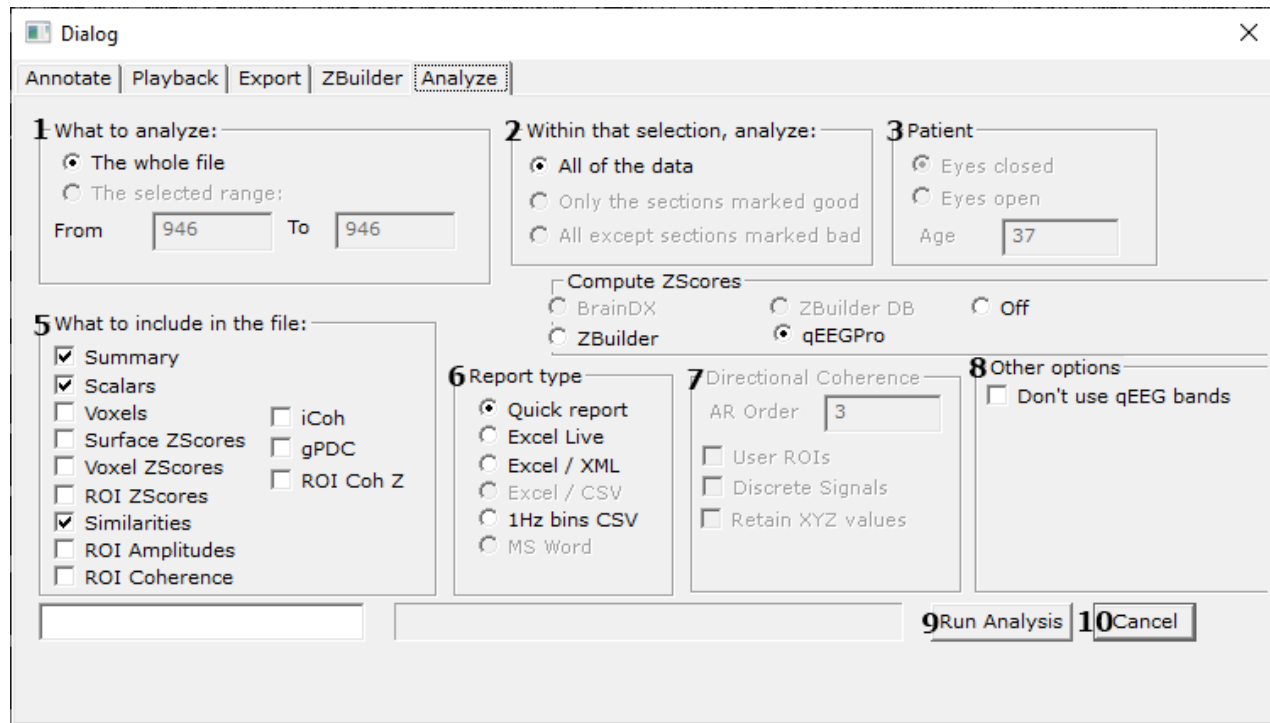 Dialog
Annotate Playback Export ZBuilder Analyze
1 What to analyze:
The whole file
The selected range:
From 946 To 946
2 Within that selection, analyze:
All of the data
Only the sections marked good
All except sections marked bad
3 Patient
Eyes closed
Eyes open
Age 37
Compute ZScores
BrainDX ZBuilder DB Off
ZBuilder qEEGPro
5 What to include in the file:
Summary
Scalars
Voxels
Surface ZScores
Voxel ZScores
ROI ZScores
Similarities
ROI Amplitudes
ROI Coherence
iCoh
gPDC
ROI Coh Z
6 Report type
Quick report
Excel Live
Excel / XML
Excel / CSV
1Hz bins CSV
MS Word
7 Directional Coherence
AR Order 3
User ROIs
Discrete Signals
Retain XYZ values
8 Other options
Don't use qEEG bands
9 Run Analysis 10 Cancel